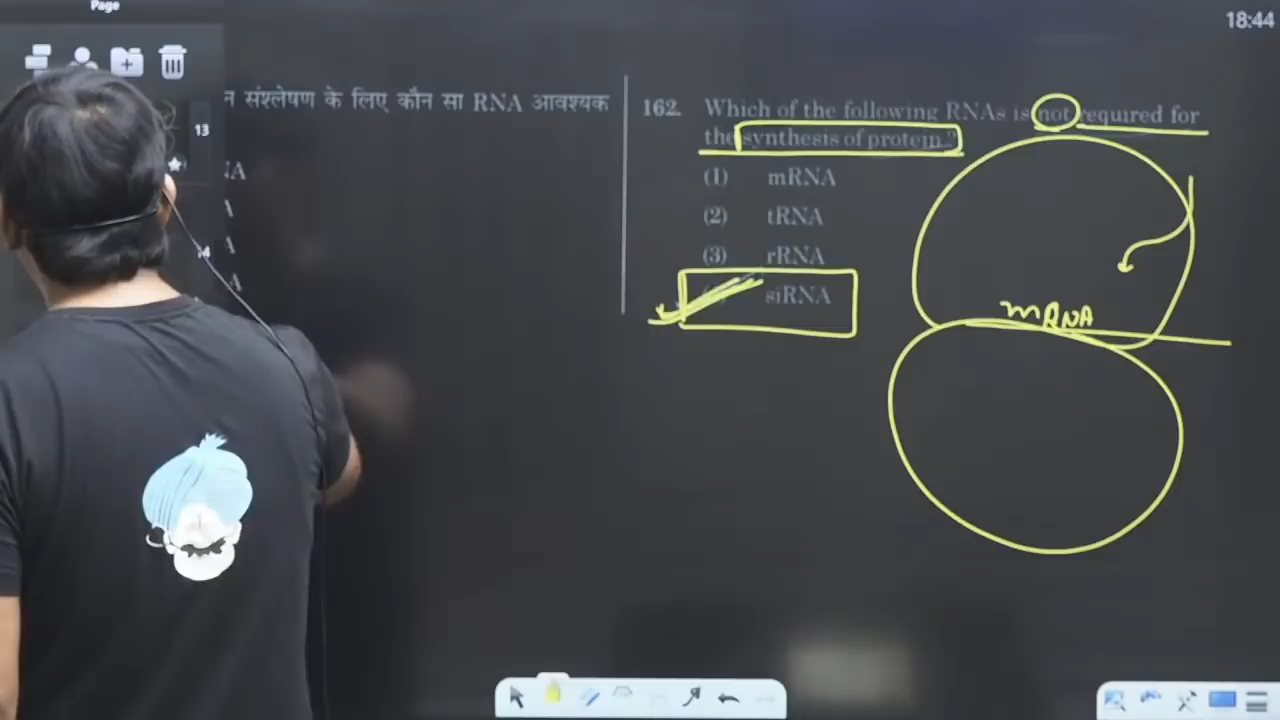 Page
18:44
13
14
संश्लेषण के लिए कौन सा RNA आवश्यक
162. Which of the following RNAs is not required for
the synthesis of protein ?
(1) mRNA
(2) tRNA
(3) rRNA
siRNA
mRNA